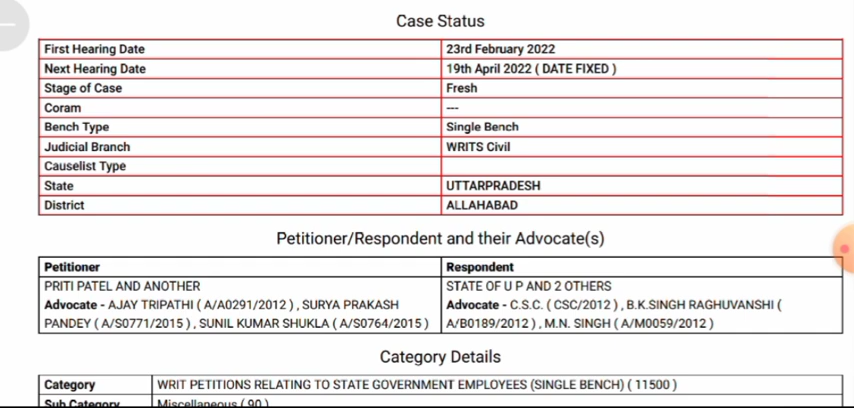 Case Status
First Hearing Date 23rd February 2022
Next Hearing Date 19th April 2022 ( DATE FIXED )
Stage of Case Fresh
Coram ---
Bench Type Single Bench
Judicial Branch WRITS Civil
Causelist Type
State UTTARPRADESH
District ALLAHABAD
Petitioner/Respondent and their Advocate(s)
Petitioner Respondent
PRITI PATEL AND ANOTHER STATE OF U P AND 2 OTHERS
Advocate - AJAY TRIPATHI ( A/A0291/2012 ) , SURYA PRAKASH Advocate - C.S.C. ( CSC/2012 ) , B.K.SINGH RAGHUVANSHI (
PANDEY ( A/S0771/2015 ) , SUNIL KUMAR SHUKLA ( A/S0764/2015 ) A/B0189/2012 ) , M.N. SINGH ( A/M0059/2012 )
Category Details
Category WRIT PETITIONS RELATING TO STATE GOVERNMENT EMPLOYEES (SINGLE BENCH) ( 11500 )
Sub Category Miscellaneous ( 90 )